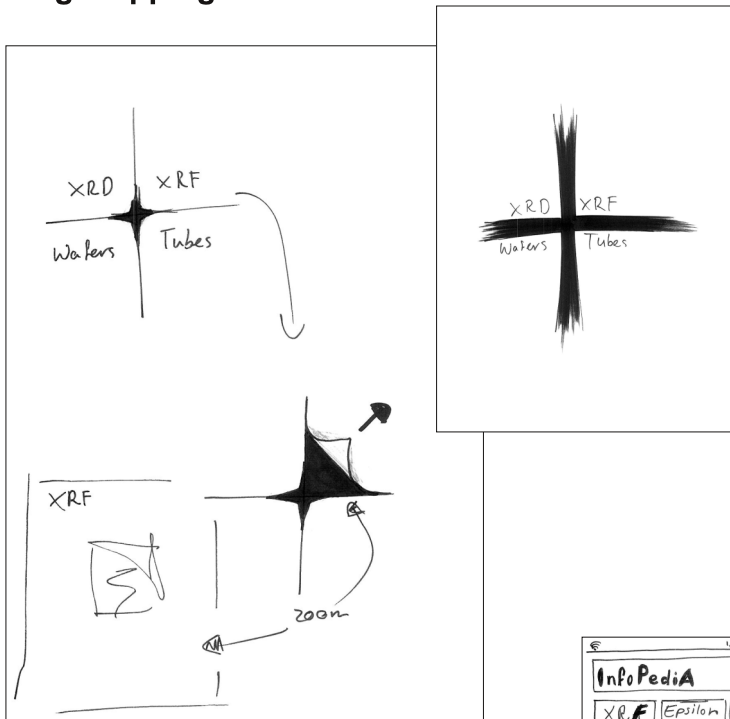 XRD XRF
Wafers Tubes
XRF
zoom
XRD XRF
Wafers Tubes
InfoPediA
XRF Epsilon